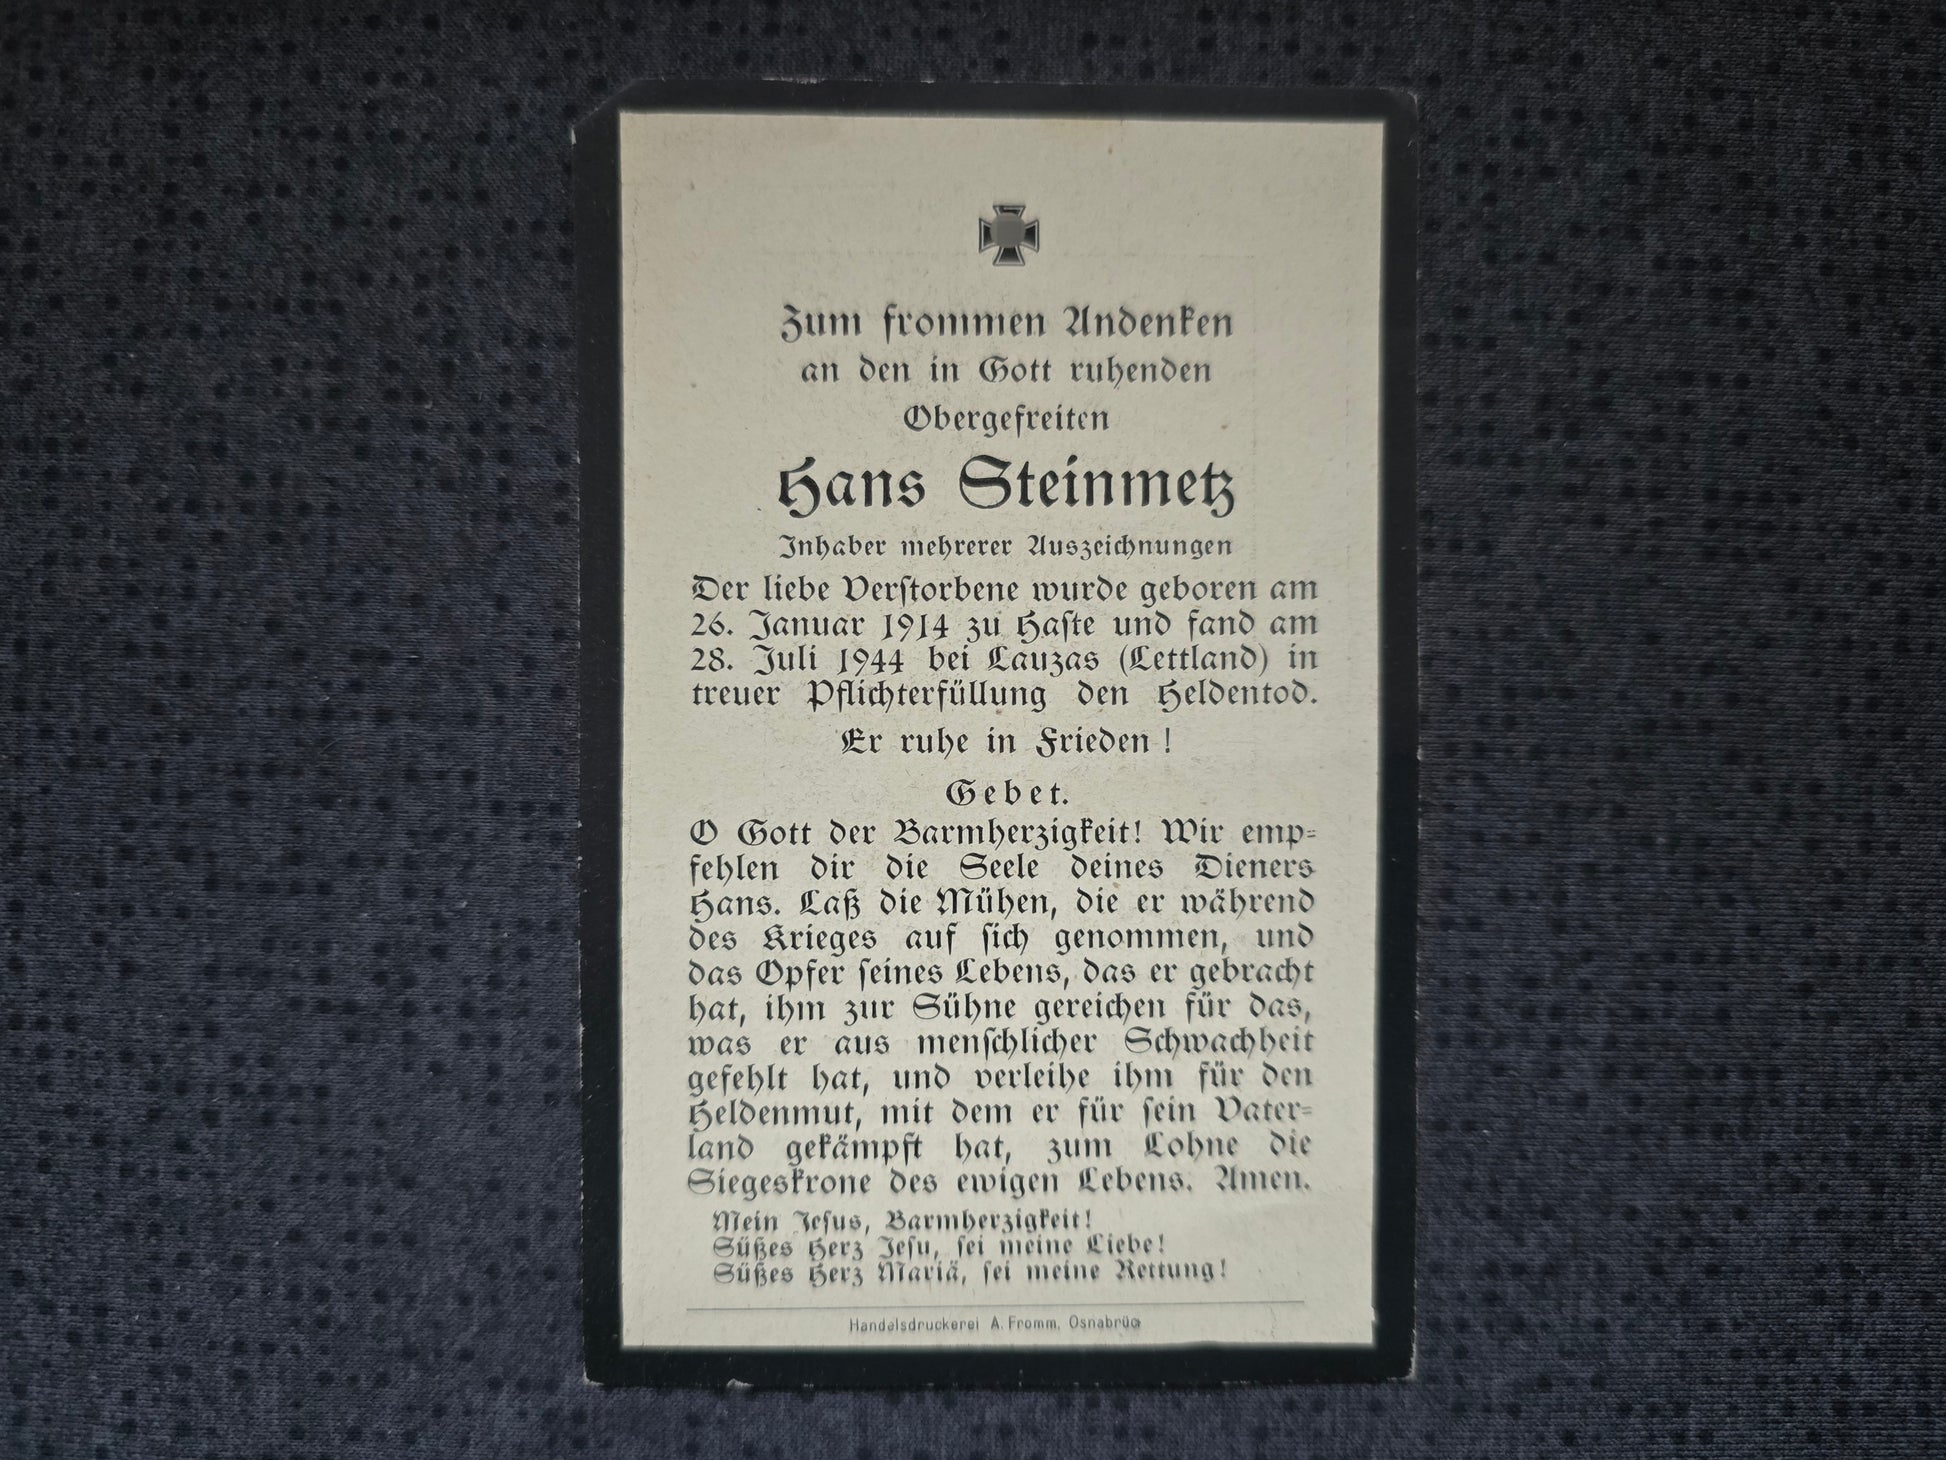 Zum frommen Andenken
an den in Gott ruhenden
Obergefreiten
Hans Steinmetz
Inhaber mehrerer Auszeichnungen
Der liebe Verſtorbene wurde geboren am
26. Januar 1914 zu Haſte und fand am
28. Juli 1944 bei Lauzas (Lettland) in
treuer Pflichterfüllung den Heldentod.
Er ruhe in Frieden!
Gebet.
O Gott der Barmherzigkeit! Wir emp-
fehlen dir die Seele deines Dieners
Hans. Laß die Mühen, die er während
des Krieges auf ſich genommen, und
das Opfer ſeines Lebens, das er gebracht
hat, ihm zur Sühne gereichen für das,
was er aus menſchlicher Schwachheit
gefehlt hat, und verleihe ihm für den
Heldenmut, mit dem er für ſein Vater-
land gekämpft hat, zum Lohne die
Siegeskrone des ewigen Lebens. Amen.
Mein Jeſus, Barmherzigkeit!
Süßes Herz Jeſu, ſei meine Liebe!
Süßes Herz Mariä, ſei meine Rettung!
Handelsdruckerei A. Fromm, Osnabrück